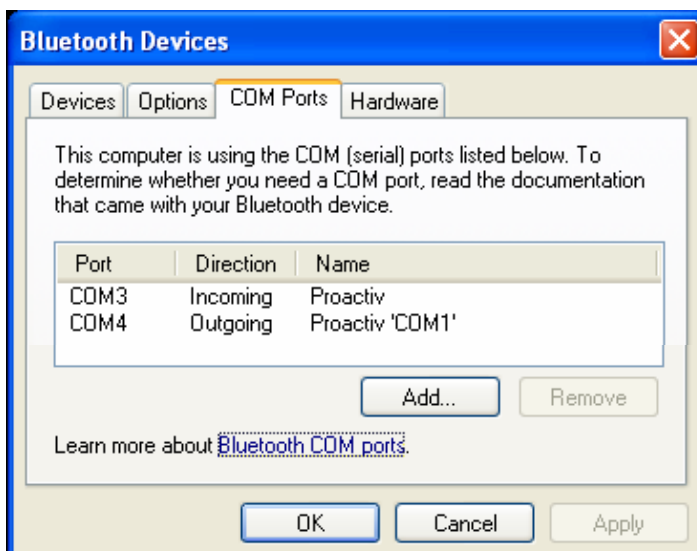 Bluetooth Devices
Devices Options COM Ports Hardware
This computer is using the COM (serial) ports listed below. To
determine whether you need a COM port, read the documentation
that came with your Bluetooth device.
Port Direction Name
COM3 Incoming Proactiv
COM4 Outgoing Proactiv 'COM1'
Add... Remove
Learn more about Bluetooth COM ports.
OK Cancel Apply